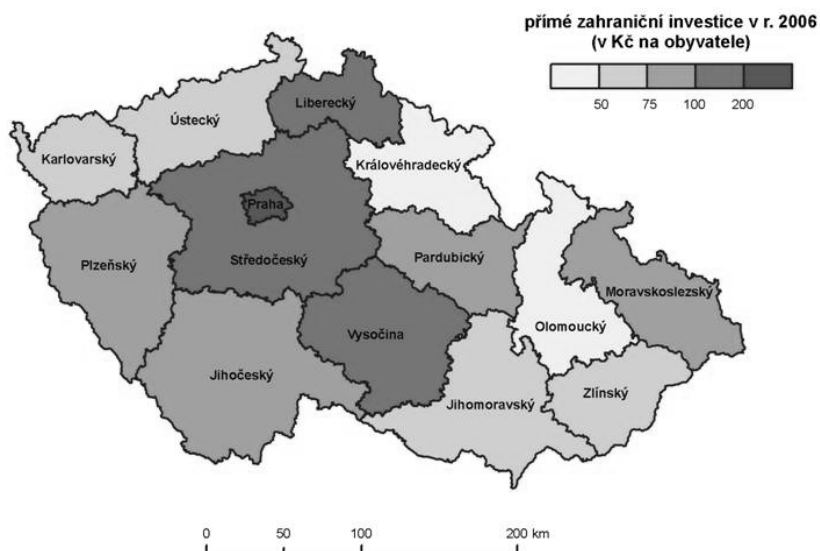 přímé zahraniční investice v r. 2006
(v Kč na obyvatele)
50 75 100 200
Liberecký
Ústecký
Karlovarský
Královéhradecký
Praha
Plzeňský
Středočeský
Pardubický
Moravskoslezský
Olomoucký
Vysočina
Jihočeský
Zlínský
Jihomoravský
0 50 100 200 km